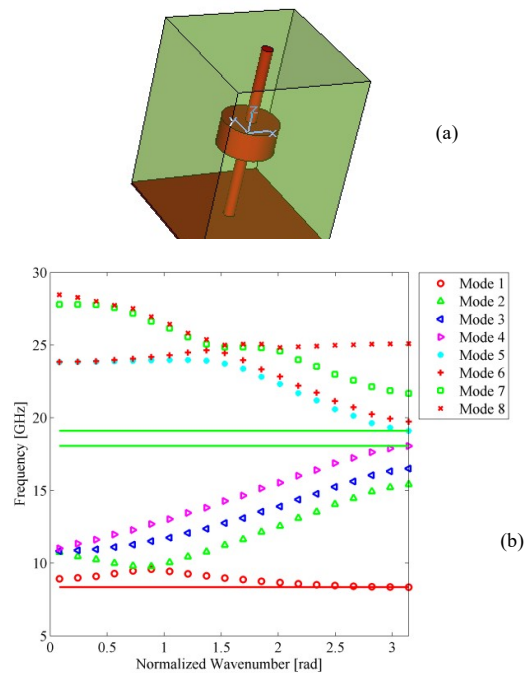 (a)
30
25
20
15
10
5
Frequency [GHz]
0 0.5 1 1.5 2 2.5 3
Normalized Wavenumber [rad]
Mode 1
Mode 2
Mode 3
Mode 4
Mode 5
Mode 6
Mode 7
Mode 8
(b)